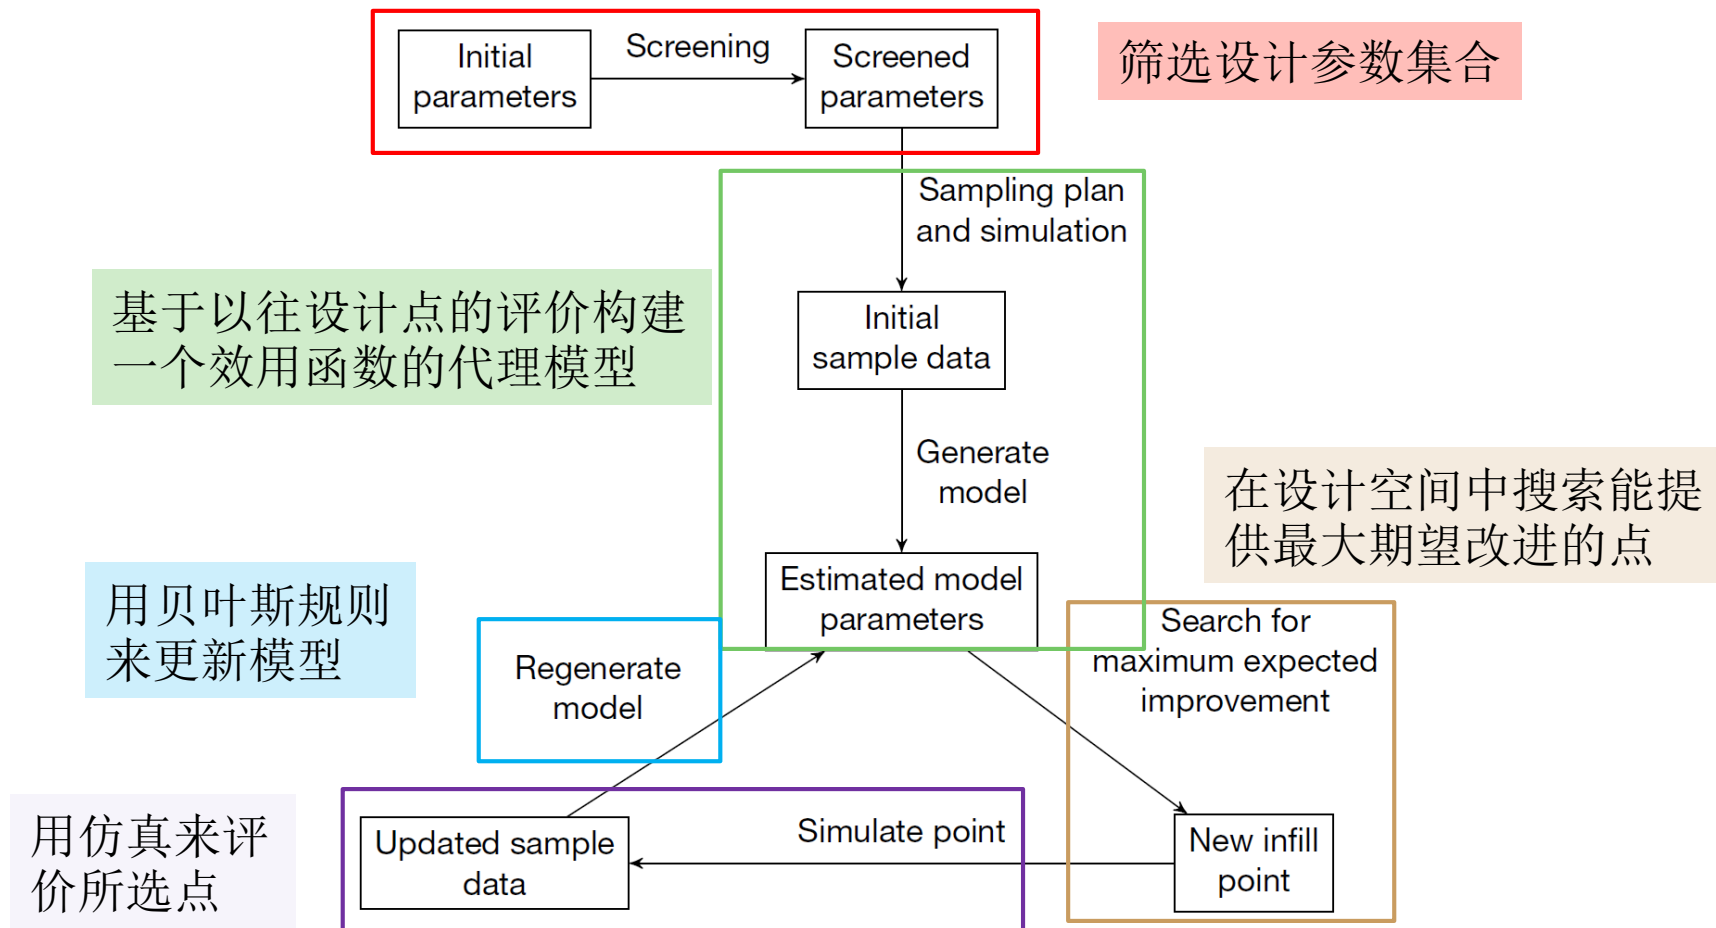 Initial
parameters
Screening
Screened
parameters
筛选设计参数集合
Sampling plan
and simulation
基于以往设计点的评价构建
一个效用函数的代理模型
Initial
sample data
Generate
model
在设计空间中搜索能提
供最大期望改进的点
用贝叶斯规则
来更新模型
Estimated model
parameters
Regenerate
model
Search for
maximum expected
improvement
用仿真来评
价所选点
Updated sample
data
Simulate point
New infill
point